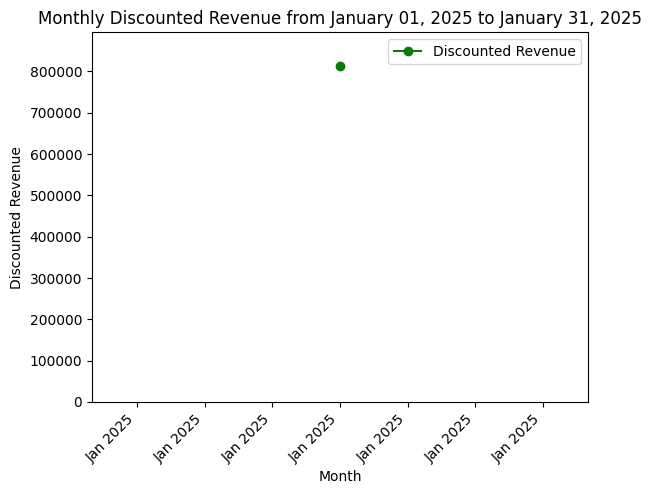 Monthly Discounted Revenue from January 01, 2025 to January 31, 2025
Discounted Revenue
800000
700000
600000
500000
400000
300000
200000
100000
0
Discounted Revenue
Jan 2025
Jan 2025
Jan 2025
Jan 2025
Jan 2025
Jan 2025
Jan 2025
Month